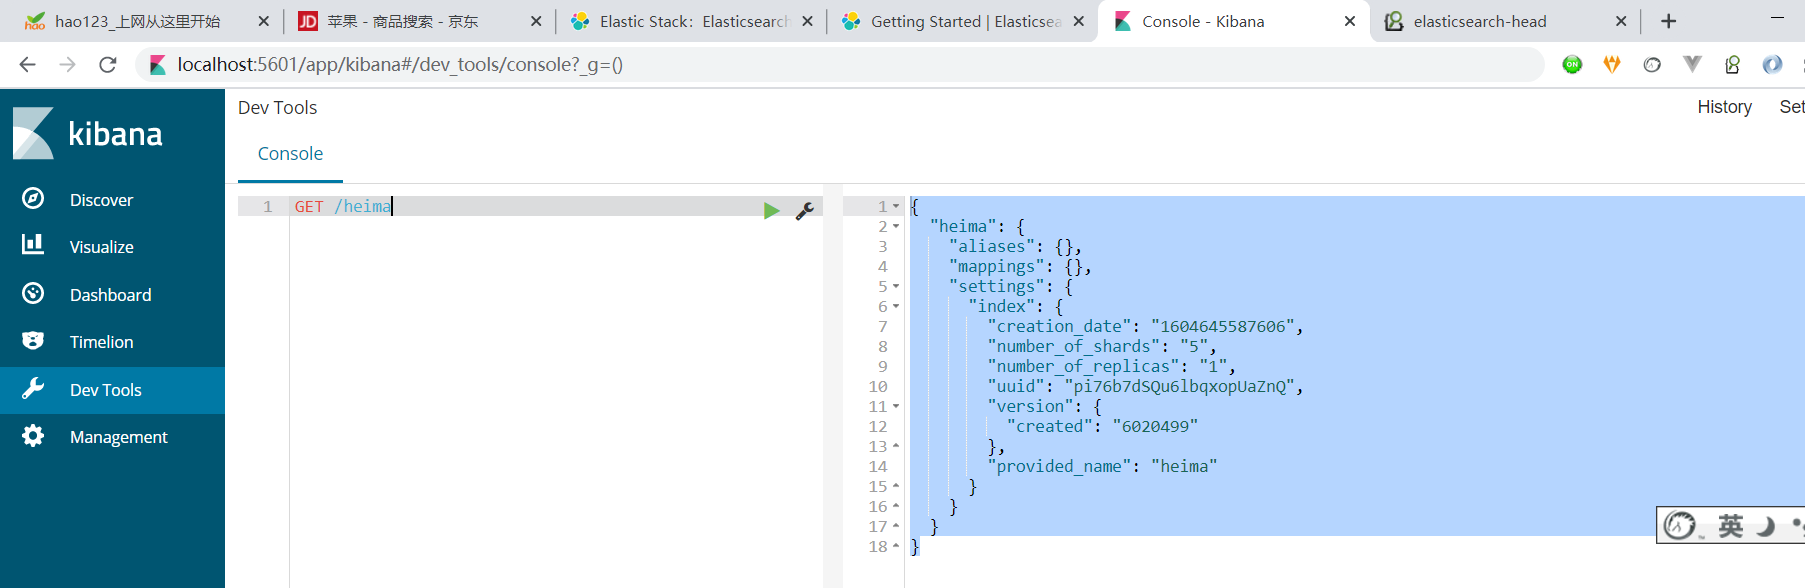 hao123_上网从这里开始
JD 苹果 - 商品搜索 - 京东
Elastic Stack：Elasticsearch
Getting Started | Elasticsea
Console - Kibana
elasticsearch-head
localhost:5601/app/kibana#/dev_tools/console?_g=()
ON
kibana
Discover
Visualize
Dashboard
Timelion
Dev Tools
Management
Dev Tools
History
Set
Console
1 GET /heima
1 {
2 "heima": {
3 "aliases": {},
4 "mappings": {},
5 "settings": {
6 "index": {
7 "creation_date": "1604645587606",
8 "number_of_shards": "5",
9 "number_of_replicas": "1",
10 "uuid": "pi76b7dSQu6lbqxopUaZnQ",
11 "version": {
12 "created": "6020499"
13 },
14 "provided_name": "heima"
15 }
16 }
17 }
18 }
英